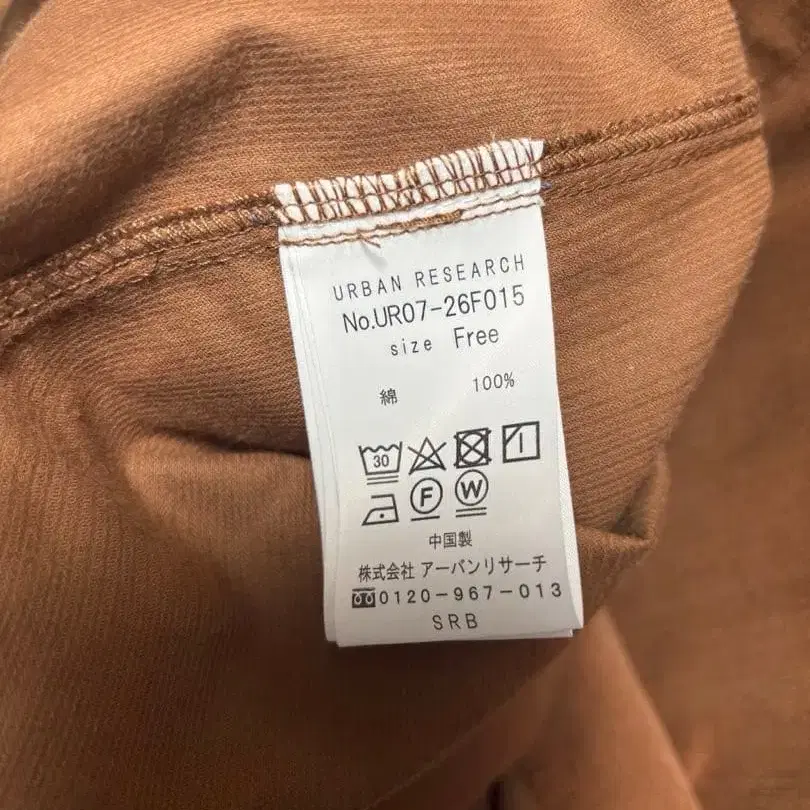 URBAN RESEARCH
No.UR07-26F015
size Free
綿 100%
30
F W
中国製
株式会社 アーバンリサーチ
0120-967-013
SRB